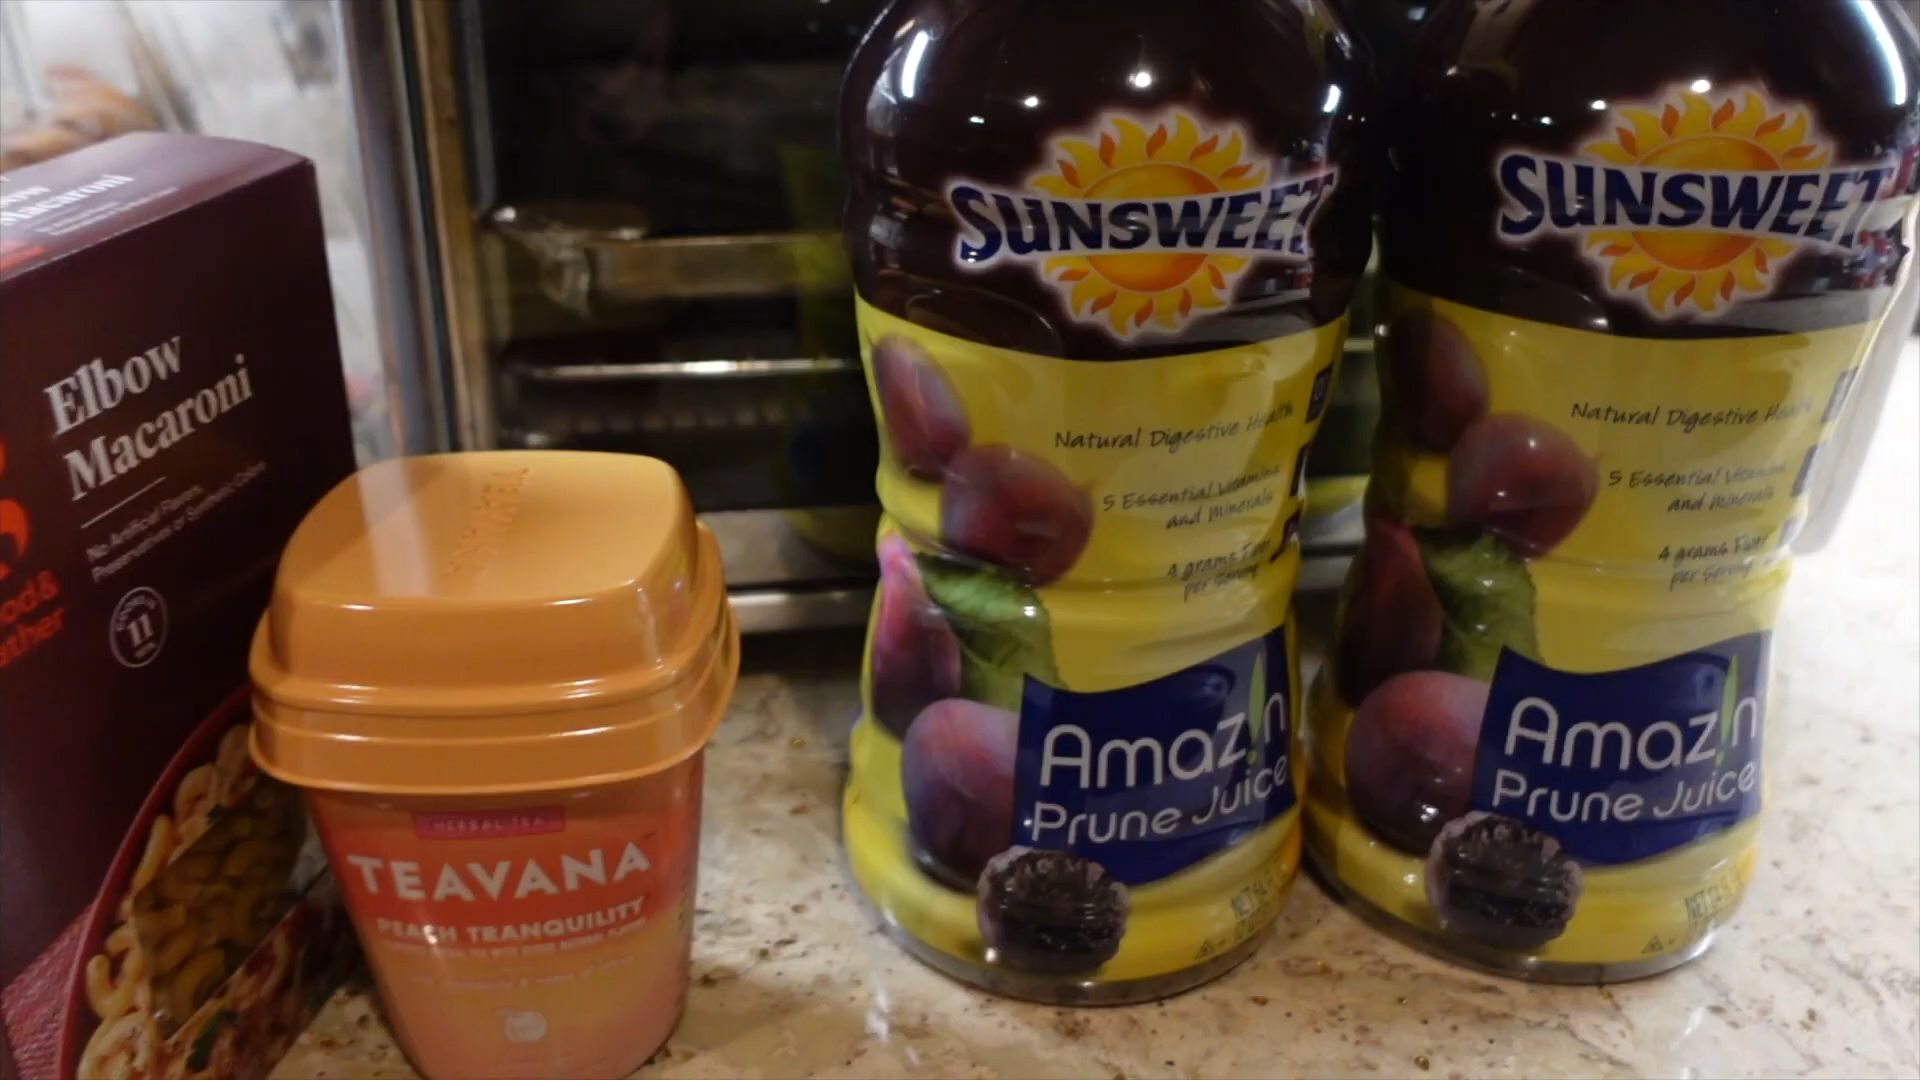 Macaroni
Elbow
Macaroni
No Artificial Flavors,
Preservatives or Synthetic Colors
11
HERBAL TEA
TEAVANA
PEACH TRANQUILITY
SUNSWEET
Natural Digestive Health
5 Essential Vitamins
and Minerals
4 grams Fiber
per Serving
Amaz!n
Prune Juice
SUNSWEET
Natural Digestive Health
5 Essential Vitamins
and Minerals
4 grams Fiber
per Serving
Amaz!n
Prune Juice